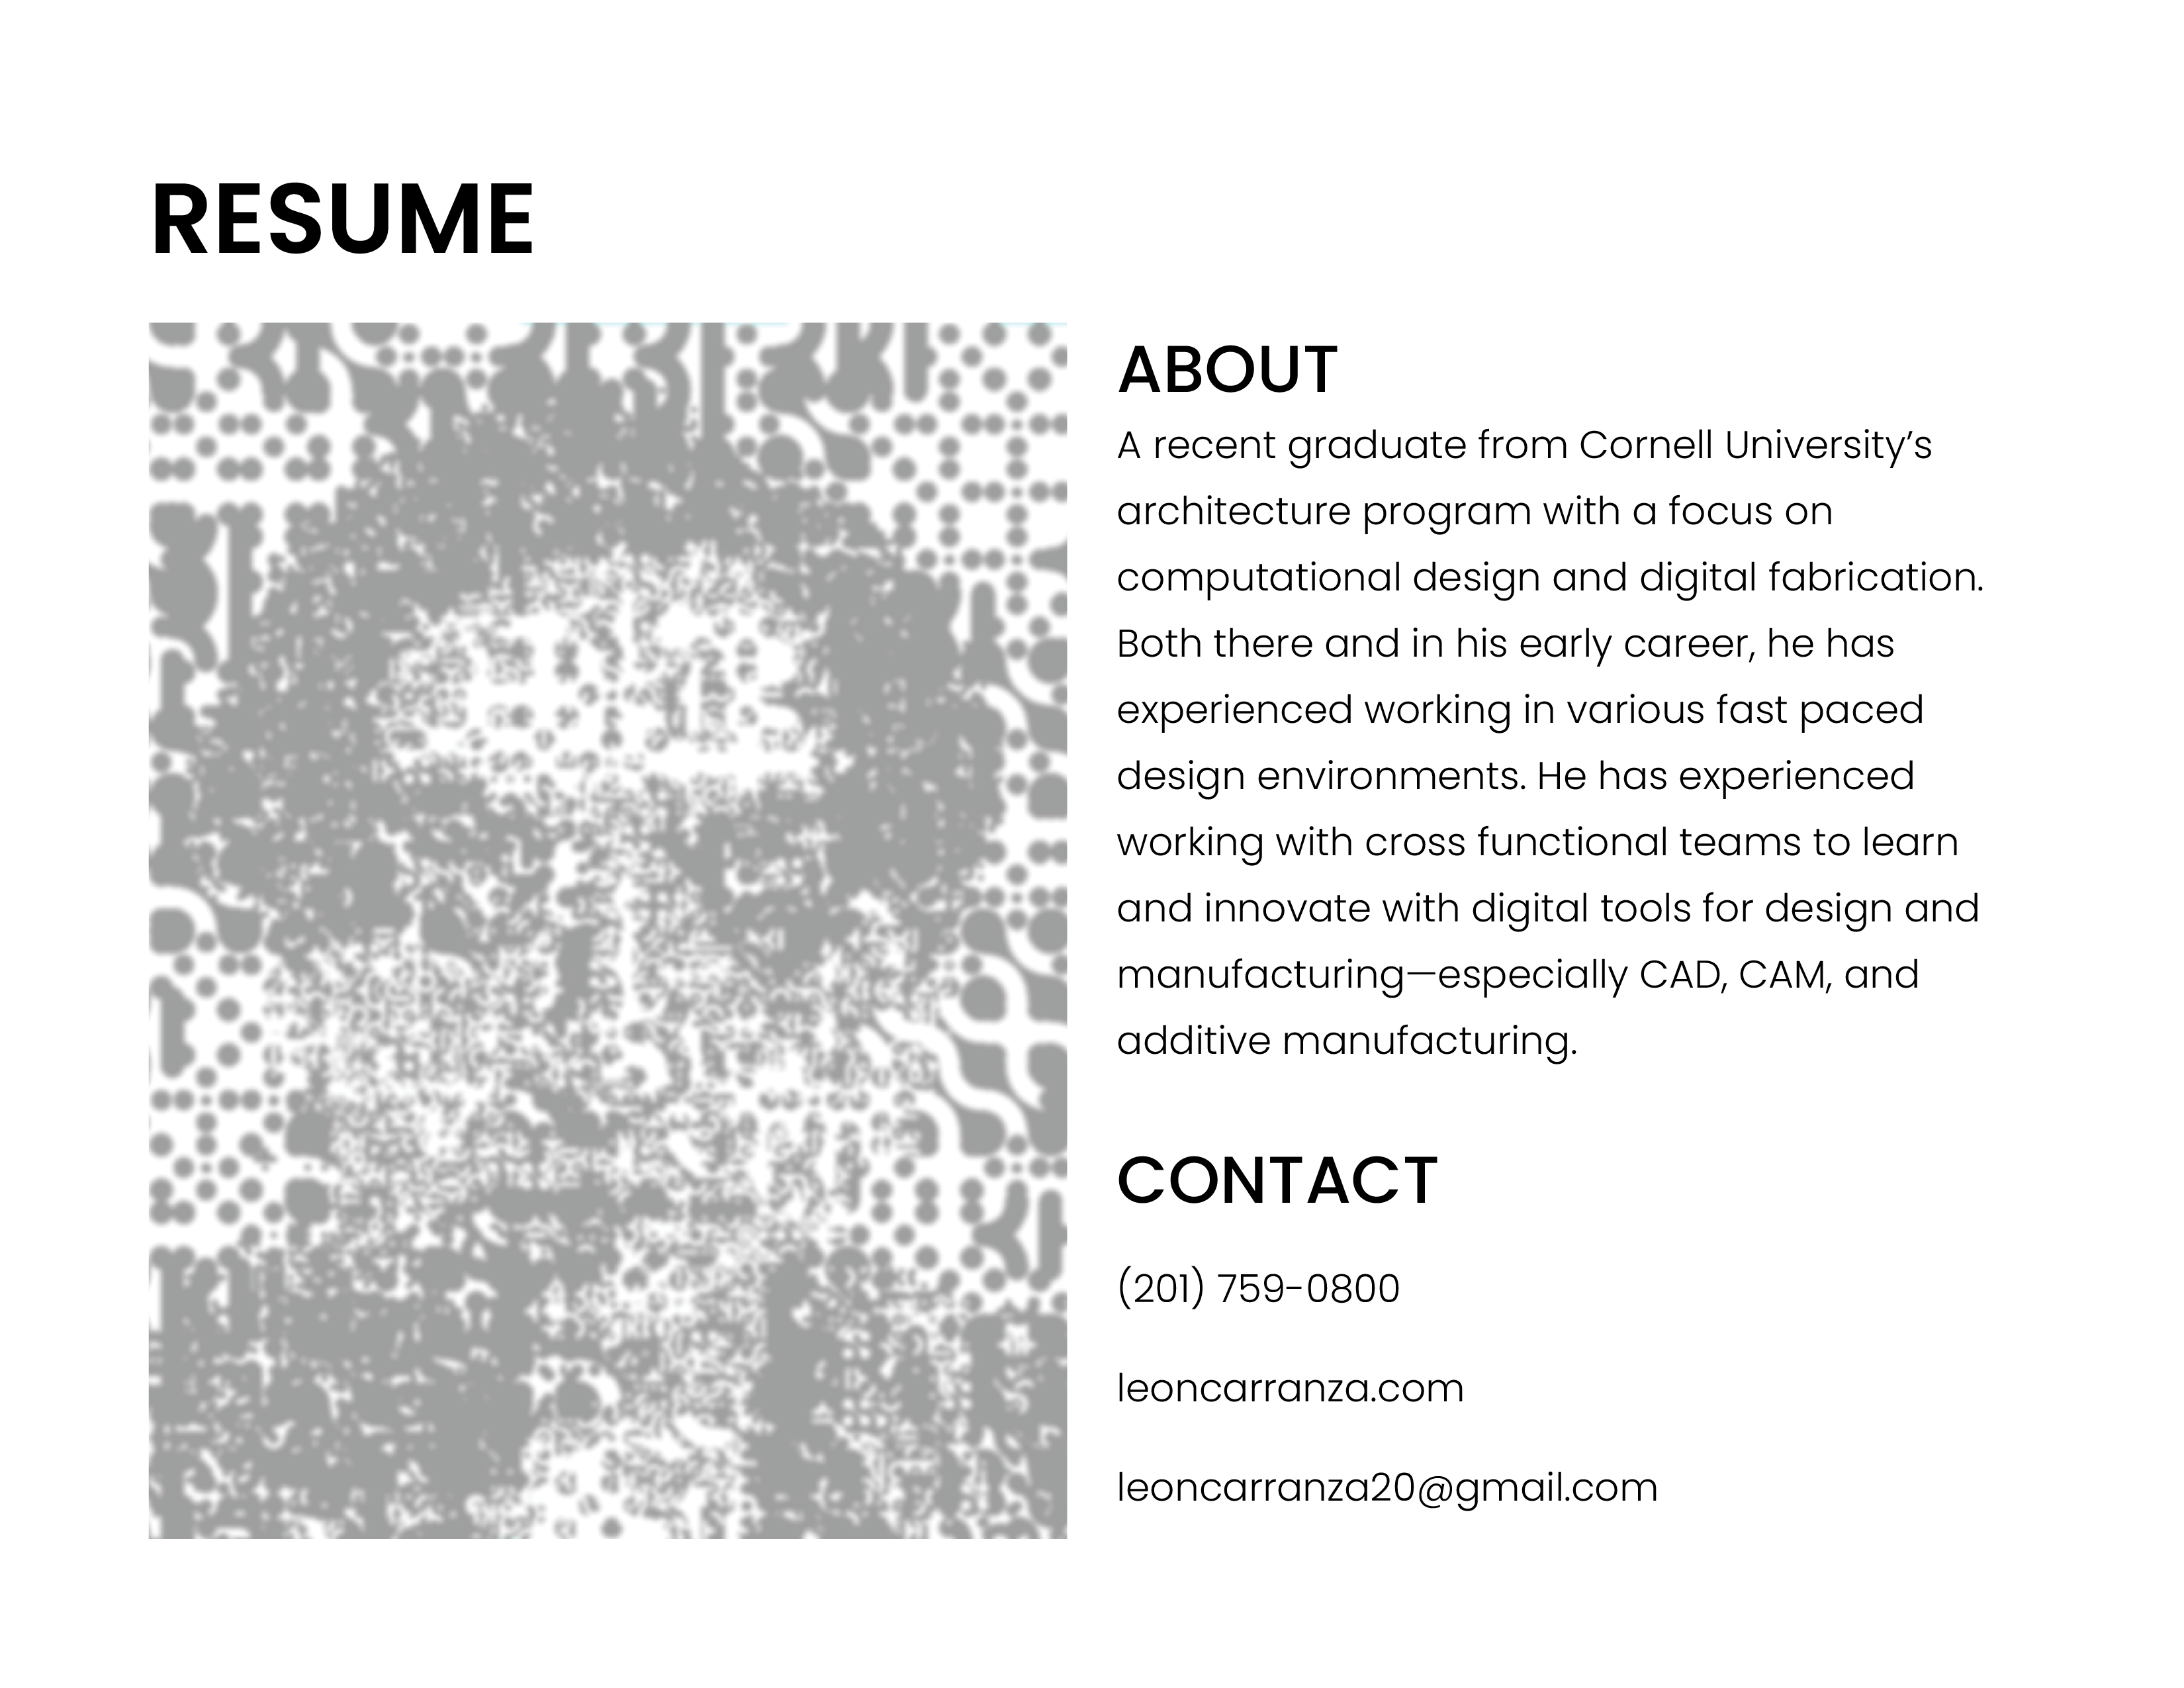 RESUME
ABOUT
A recent graduate from Cornell University’s
architecture program with a focus on
computational design and digital fabrication.
Both there and in his early career, he has
experienced working in various fast paced
design environments. He has experienced
working with cross functional teams to learn
and innovate with digital tools for design and
manufacturing—especially CAD, CAM, and
additive manufacturing.
CONTACT
(201) 759-0800
leoncarranza.com
leoncarranza20@gmail.com